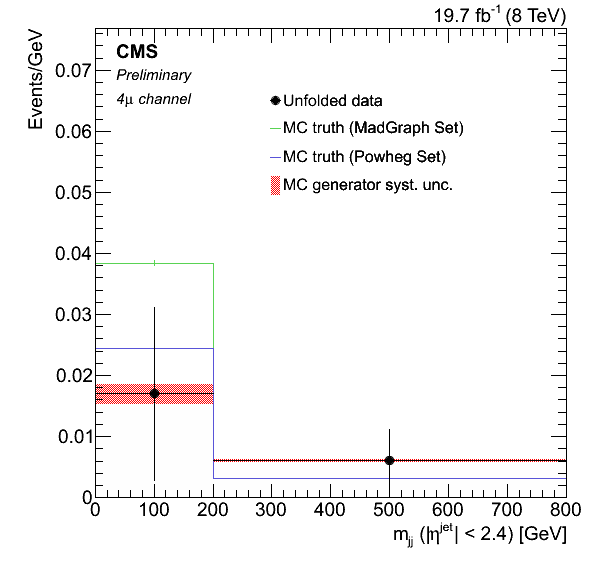 19.7 fb⁻¹ (8 TeV)
Events/GeV
CMS
Preliminary
4μ channel
Unfolded data
MC truth (MadGraph Set)
MC truth (Powheg Set)
MC generator syst. unc.
0.07
0.06
0.05
0.04
0.03
0.02
0.01
0
0 100 200 300 400 500 600 700 800
m_jj (|η^jet| < 2.4) [GeV]